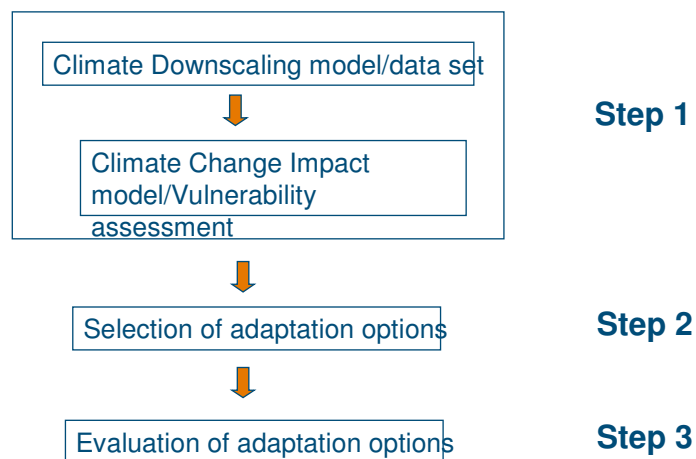 Climate Downscaling model/data set
Step 1
Climate Change Impact
model/Vulnerability
assessment
Selection of adaptation options
Step 2
Evaluation of adaptation options
Step 3